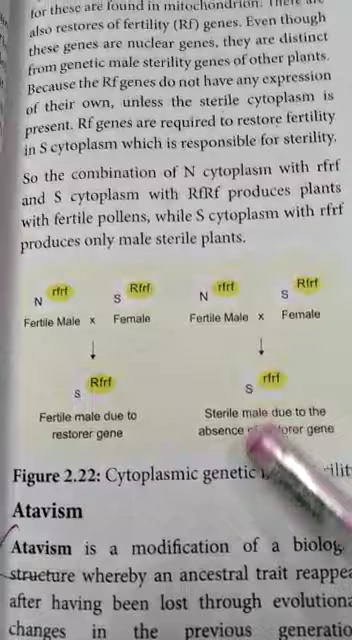 for these are found in mitochondrion. There are
also restores of fertility (Rf) genes. Even though
these genes are nuclear genes, they are distinct
from genetic male sterility genes of other plants.
Because the Rf genes do not have any expression
of their own, unless the sterile cytoplasm is
present. Rf genes are required to restore fertility
in S cytoplasm which is responsible for sterility.
So the combination of N cytoplasm with rfrf
and S cytoplasm with RfRf produces plants
with fertile pollens, while S cytoplasm with rfrf
produces only male sterile plants.
N rfrf S Rfrf N rfrf S Rfrf
Fertile Male x Female Fertile Male x Female
S Rfrf S rfrf
Fertile male due to
restorer gene
Sterile male due to the
absence gene
Figure 2.22: Cytoplasmic genetic
Atavism
Atavism is a modification of a
structure whereby an ancestral trait
after having been lost through
changes in the previous